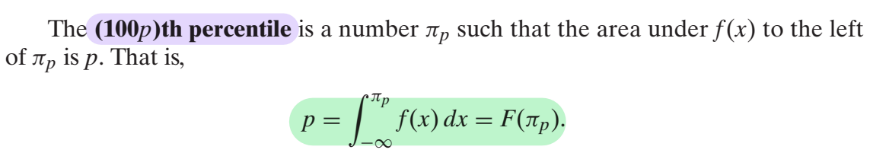 The (100p)th percentile is a number π_p such that the area under f(x) to the left
of π_p is p. That is,
p = ∫_{−∞}^{π_p} f(x) dx = F(π_p).